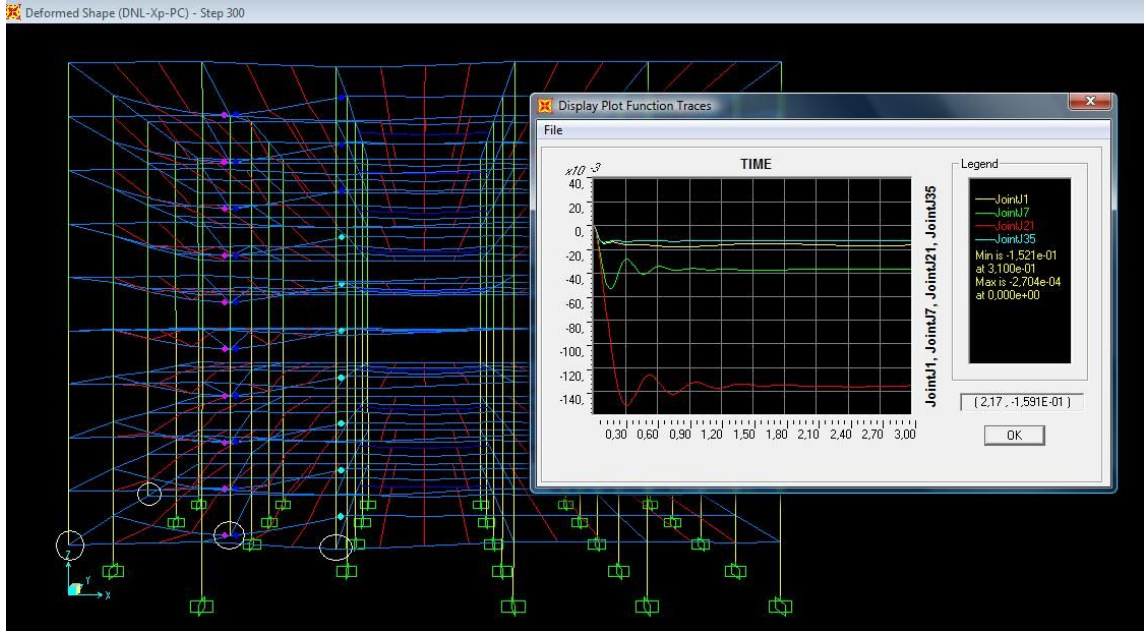 Deformed Shape (DNL-Xp-PC) - Step 300
Display Plot Function Traces
File
TIME
x10 -3
40,
20,
0,
-20,
-40,
-60,
-80,
-100,
-120,
-140,
0,30 0,60 0,90 1,20 1,50 1,80 2,10 2,40 2,70 3,00
JointJ1, JointJ7, JointJ21, JointJ35
Legend
JointJ1
JointJ7
JointJ21
JointJ35
Min is -1,521e-01
at 3,100e-01
Max is -2,704e-04
at 0,000e+00
( 2,17 , -1,591E-01 )
OK
Z
Y
X